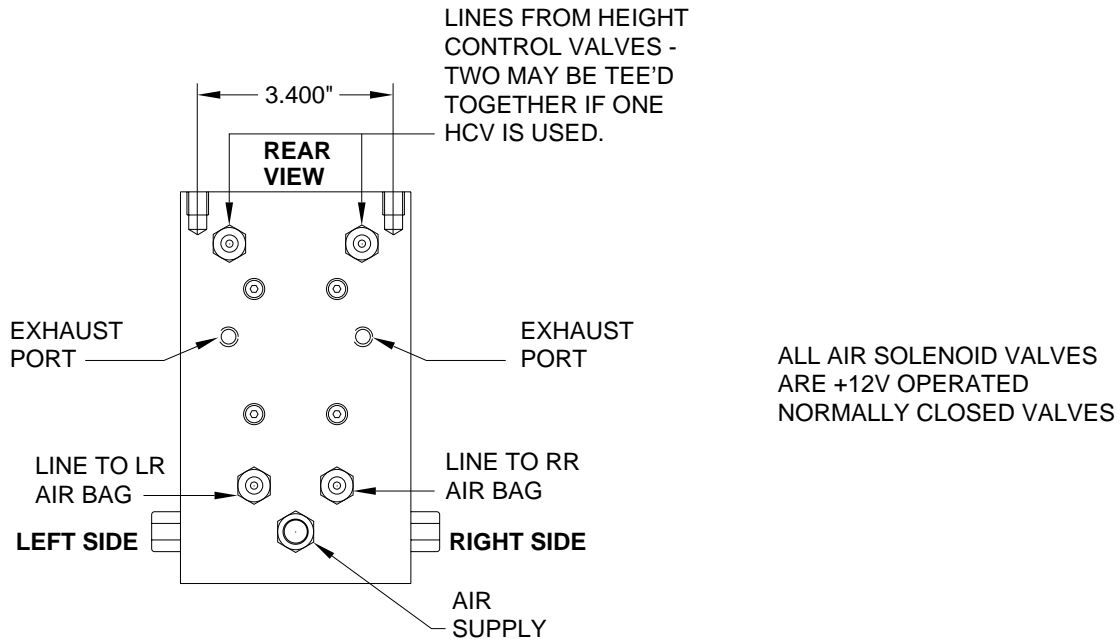 LINES FROM HEIGHT
CONTROL VALVES -
TWO MAY BE TEE'D
TOGETHER IF ONE
HCV IS USED.
3.400"
REAR
VIEW
EXHAUST
PORT
EXHAUST
PORT
ALL AIR SOLENOID VALVES
ARE +12V OPERATED
NORMALLY CLOSED VALVES
LINE TO LR
AIR BAG
LINE TO RR
AIR BAG
LEFT SIDE
RIGHT SIDE
AIR
SUPPLY